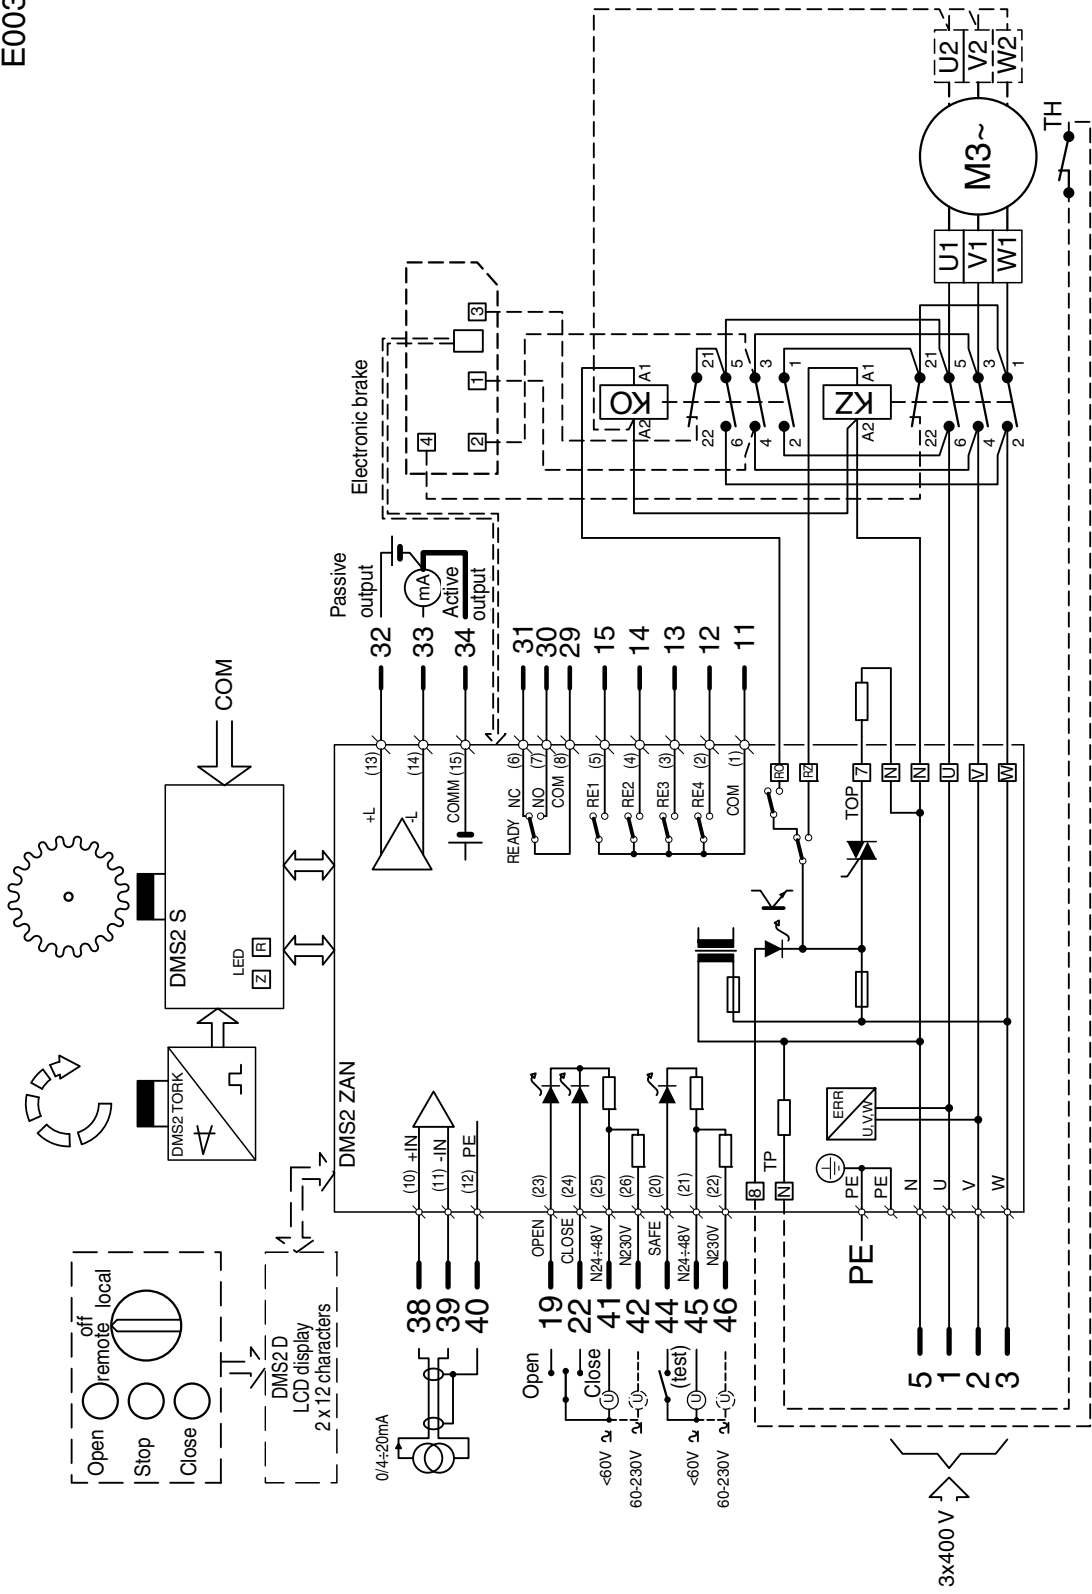 E003
Open
Stop
Close
remote
off
local
DMS2 D
LCD display
2 x 12 characters
DMS2 TORK
DMS2 S
LED
Z
R
COM
DMS2 ZAN
0/4÷20mA
38
39
40
(10) +IN
(11) -IN
(12) PE
Open
Close
<60V
60-230V
U
U
19
22
41
42
OPEN
CLOSE
N24÷48V
N230V
(23)
(24)
(25)
(26)
(test)
<60V
60-230V
U
U
44
45
46
SAFE
N24÷48V
N230V
(20)
(21)
(22)
8
N
TP
PE
PE
PE
ERR
U,V,W
3x400 V
5
1
2
3
N
U
V
W
+L
-L
(13)
(14)
COMM (15)
32
33
34
Passive
output
mA
Active
output
READY
NC
NO
COM
(6)
(7)
(8)
31
30
29
RE1
RE2
RE3
RE4
COM
(5)
(4)
(3)
(2)
(1)
15
14
13
12
11
RO
RZ
TOP
7
N
N
U
V
W
Electronic brake
4
2
1
3
KO
A2
A1
22
21
6
5
4
3
2
1
KZ
A2
A1
22
21
6
5
4
3
2
1
U1
V1
W1
M3~
U2
V2
W2
TH